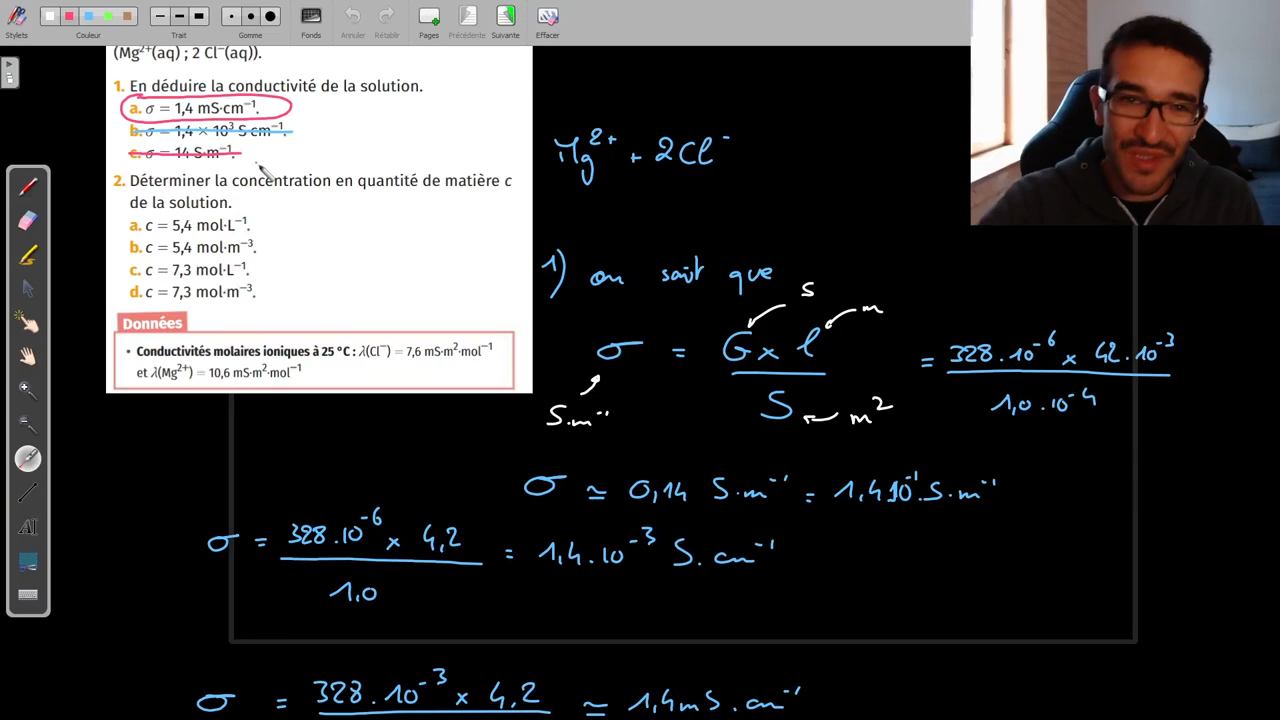 Stylets Couleur Trait Gomme Fonds Annuler Rétablir Pages Précédente Suivante Effacer
(Mg²⁺(aq) ; 2 Cl⁻(aq)).
1. En déduire la conductivité de la solution.
a. σ = 1,4 mS·cm⁻¹.
b. σ = 1,4 × 10³ S·cm⁻¹.
c. σ = 14 S·m⁻¹.
2. Déterminer la concentration en quantité de matière c
de la solution.
a. c = 5,4 mol·L⁻¹.
b. c = 5,4 mol·m⁻³.
c. c = 7,3 mol·L⁻¹.
d. c = 7,3 mol·m⁻³.
Données
• Conductivités molaires ioniques à 25 °C : λ(Cl⁻) = 7,6 mS·m²·mol⁻¹
et λ(Mg²⁺) = 10,6 mS·m²·mol⁻¹
Mg²⁺ + 2Cl⁻
1) on sait que
S
m
σ = G × l / S = 328.10⁻⁶ × 42.10⁻³ / 1,0.10⁻⁴
S.m⁻¹
m²
σ ≃ 0,14 S.m⁻¹ = 1,4.10⁻¹.S.m⁻¹
σ = 328.10⁻⁶ × 4,2 / 1,0 = 1,4.10⁻³ S.cm⁻¹
σ = 328.10⁻³ × 4,2 ≃ 1,4mS.cm⁻¹
AI